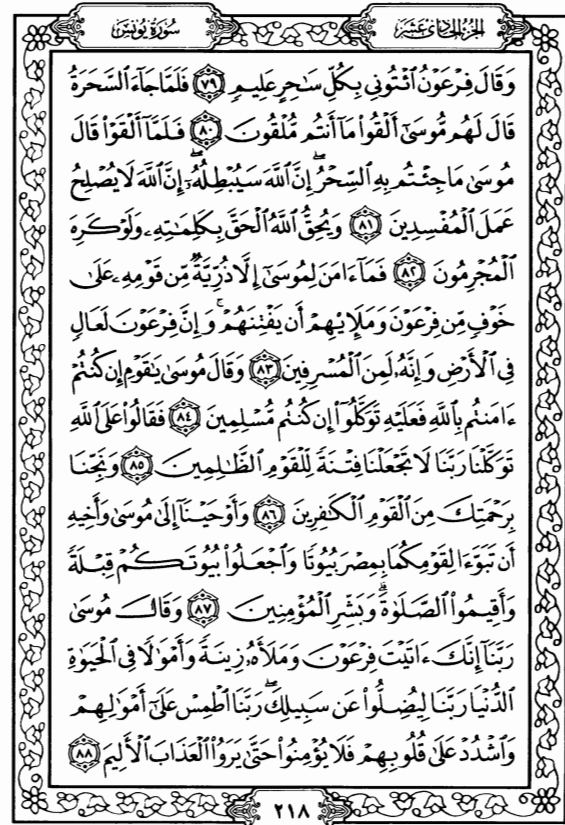 الجزء الحادي عشر
سورة يونس
وَقَالَ فِرْعَوْنُ ٱئْتُونِى بِكُلِّ سَٰحِرٍ عَلِيمٍ ٧٩ فَلَمَّا جَآءَ ٱلسَّحَرَةُ
قَالَ لَهُم مُّوسَىٰٓ أَلْقُوا۟ مَآ أَنتُم مُّلْقُونَ ٨٠ فَلَمَّآ أَلْقَوْا۟ قَالَ
مُوسَىٰ مَا جِئْتُم بِهِ ٱلسِّحْرُ ۖ إِنَّ ٱللَّهَ سَيُبْطِلُهُۥٓ ۖ إِنَّ ٱللَّهَ لَا يُصْلِحُ
عَمَلَ ٱلْمُفْسِدِينَ ٨١ وَيُحِقُّ ٱللَّهُ ٱلْحَقَّ بِكَلِمَٰتِهِۦ وَلَوْ كَرِهَ
ٱلْمُجْرِمُونَ ٨٢ فَمَآ ءَامَنَ لِمُوسَىٰٓ إِلَّا ذُرِّيَّةٌ مِّن قَوْمِهِۦ عَلَىٰ
خَوْفٍ مِّن فِرْعَوْنَ وَمَلَإِي۟هِمْ أَن يَفْتِنَهُمْ ۚ وَإِنَّ فِرْعَوْنَ لَعَالٍ
فِى ٱلْأَرْضِ وَإِنَّهُۥ لَمِنَ ٱلْمُسْرِفِينَ ٨٣ وَقَالَ مُوسَىٰ يَٰقَوْمِ إِن كُنتُمْ
ءَامَنتُم بِٱللَّهِ فَعَلَيْهِ تَوَكَّلُوٓا۟ إِن كُنتُم مُّسْلِمِينَ ٨٤ فَقَالُوا۟ عَلَى ٱللَّهِ
تَوَكَّلْنَا رَبَّنَا لَا تَجْعَلْنَا فِتْنَةً لِّلْقَوْمِ ٱلظَّٰلِمِينَ ٨٥ وَنَجِّنَا
بِرَحْمَتِكَ مِنَ ٱلْقَوْمِ ٱلْكَٰفِرِينَ ٨٦ وَأَوْحَيْنَآ إِلَىٰ مُوسَىٰ وَأَخِيهِ
أَن تَبَوَّءَا لِقَوْمِكُمَا بِمِصْرَ بُيُوتًا وَٱجْعَلُوا۟ بُيُوتَكُمْ قِبْلَةً
وَأَقِيمُوا۟ ٱلصَّلَوٰةَ ۗ وَبَشِّرِ ٱلْمُؤْمِنِينَ ٨٧ وَقَالَ مُوسَىٰ
رَبَّنَآ إِنَّكَ ءَاتَيْتَ فِرْعَوْنَ وَمَلَأَهُۥ زِينَةً وَأَمْوَٰلًا فِى ٱلْحَيَوٰةِ
ٱلدُّنْيَا رَبَّنَا لِيُضِلُّوا۟ عَن سَبِيلِكَ ۖ رَبَّنَا ٱطْمِسْ عَلَىٰٓ أَمْوَٰلِهِمْ
وَٱشْدُدْ عَلَىٰ قُلُوبِهِمْ فَلَا يُؤْمِنُوا۟ حَتَّىٰ يَرَوُا۟ ٱلْعَذَابَ ٱلْأَلِيمَ ٨٨
٢١٨